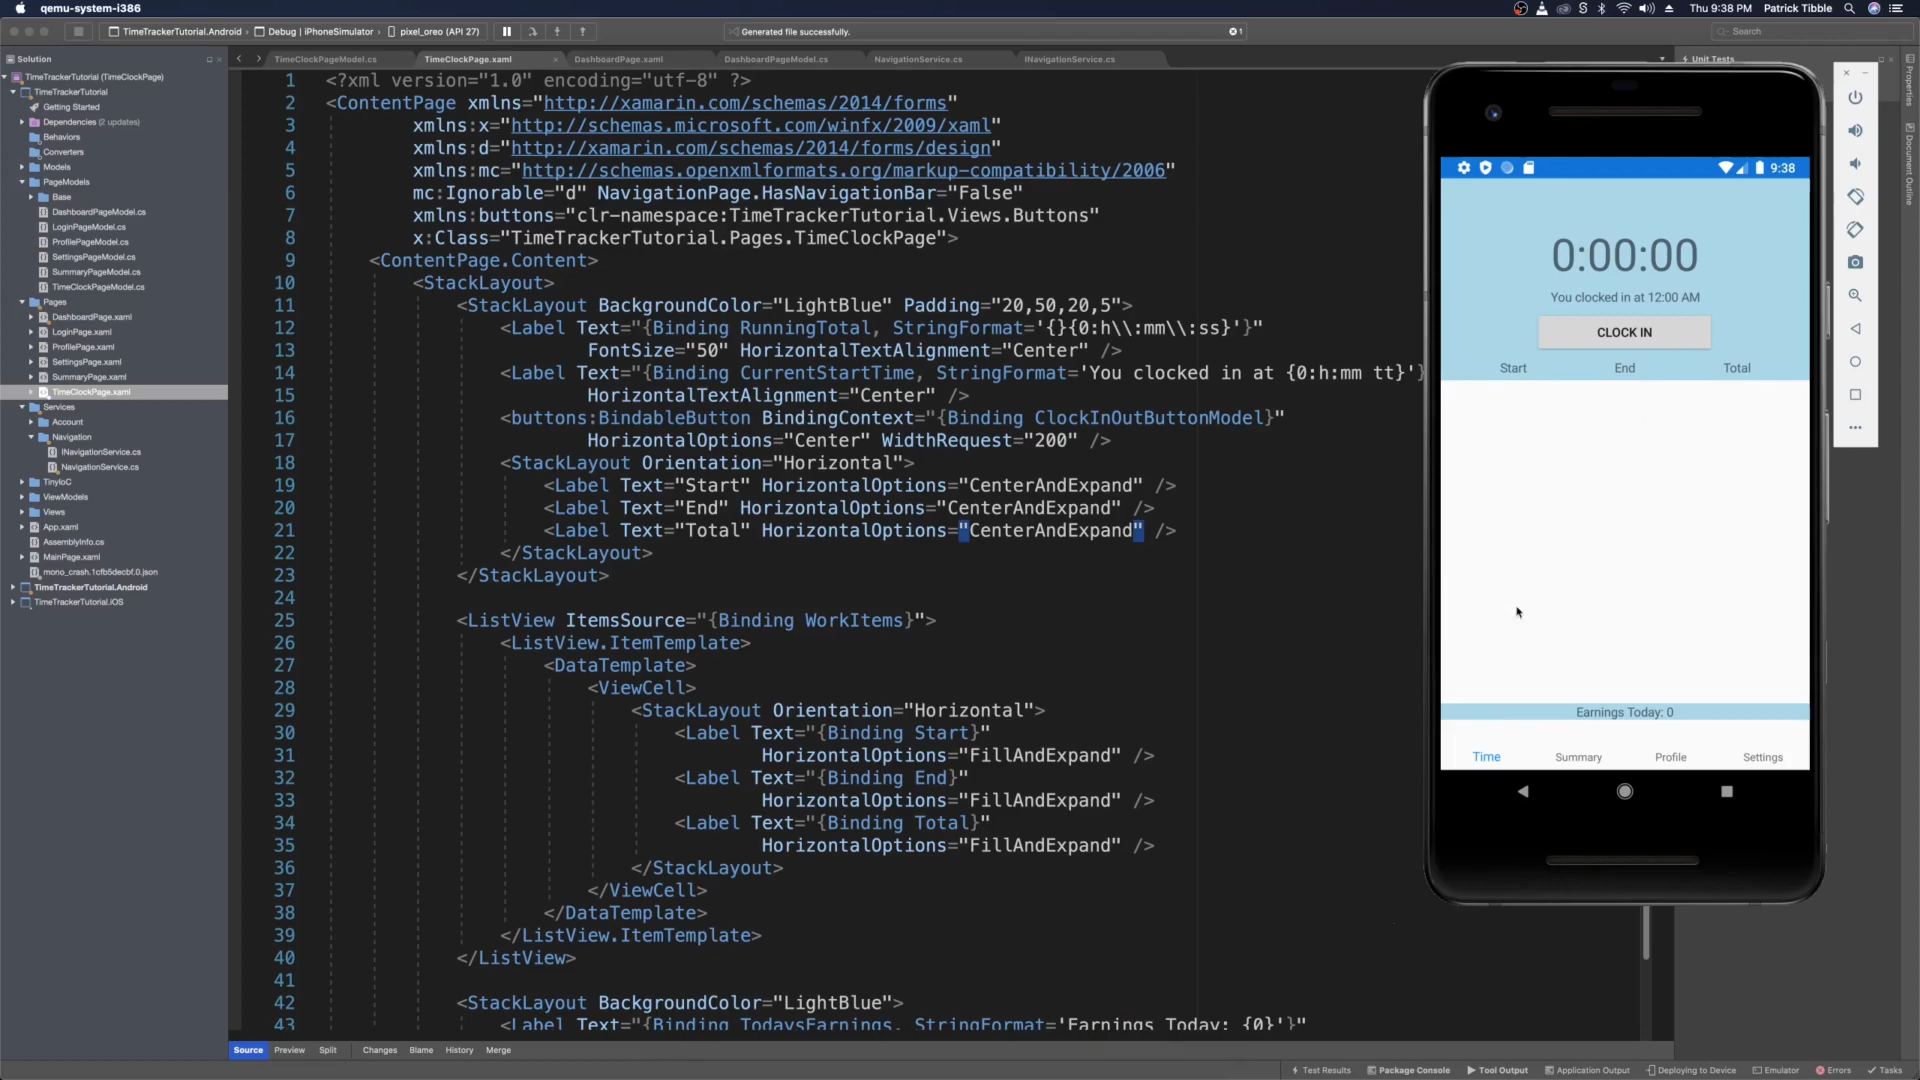 qemu-system-i386
Thu 9:38 PM Patrick Tibble
TimeTrackerTutorial.Android
Debug | iPhoneSimulator
pixel_oreo (API 27)
Generated file successfully.
1
Search
Solution
TimeTrackerTutorial (TimeClockPage)
TimeTrackerTutorial
Getting Started
Dependencies (2 updates)
Behaviors
Converters
Models
PageModels
Base
DashboardPageModel.cs
LoginPageModel.cs
ProfilePageModel.cs
SettingsPageModel.cs
SummaryPageModel.cs
TimeClockPageModel.cs
Pages
DashboardPage.xaml
LoginPage.xaml
ProfilePage.xaml
SettingsPage.xaml
SummaryPage.xaml
TimeClockPage.xaml
Services
Account
Navigation
INavigationService.cs
NavigationService.cs
TinyIoC
ViewModels
Views
App.xaml
AssemblyInfo.cs
MainPage.xaml
mono_crash.1cfb5decbf.0.json
TimeTrackerTutorial.Android
TimeTrackerTutorial.iOS
TimeClockPageModel.cs
TimeClockPage.xaml
DashboardPage.xaml
DashboardPageModel.cs
NavigationService.cs
INavigationService.cs
Unit Tests
Properties
Document Outline
1 <?xml version="1.0" encoding="utf-8" ?>
2 <ContentPage xmlns="http://xamarin.com/schemas/2014/forms"
3 xmlns:x="http://schemas.microsoft.com/winfx/2009/xaml"
4 xmlns:d="http://xamarin.com/schemas/2014/forms/design"
5 xmlns:mc="http://schemas.openxmlformats.org/markup-compatibility/2006"
6 mc:Ignorable="d" NavigationPage.HasNavigationBar="False"
7 xmlns:buttons="clr-namespace:TimeTrackerTutorial.Views.Buttons"
8 x:Class="TimeTrackerTutorial.Pages.TimeClockPage">
9 <ContentPage.Content>
10 <StackLayout>
11 <StackLayout BackgroundColor="LightBlue" Padding="20,50,20,5">
12 <Label Text="{Binding RunningTotal, StringFormat='{}{0:h\\:mm\\:ss}'}"
13 FontSize="50" HorizontalTextAlignment="Center" />
14 <Label Text="{Binding CurrentStartTime, StringFormat='You clocked in at {0:h:mm tt}'}
15 HorizontalTextAlignment="Center" />
16 <buttons:BindableButton BindingContext="{Binding ClockInOutButtonModel}"
17 HorizontalOptions="Center" WidthRequest="200" />
18 <StackLayout Orientation="Horizontal">
19 <Label Text="Start" HorizontalOptions="CenterAndExpand" />
20 <Label Text="End" HorizontalOptions="CenterAndExpand" />
21 <Label Text="Total" HorizontalOptions="CenterAndExpand" />
22 </StackLayout>
23 </StackLayout>
24
25 <ListView ItemsSource="{Binding WorkItems}">
26 <ListView.ItemTemplate>
27 <DataTemplate>
28 <ViewCell>
29 <StackLayout Orientation="Horizontal">
30 <Label Text="{Binding Start}"
31 HorizontalOptions="FillAndExpand" />
32 <Label Text="{Binding End}"
33 HorizontalOptions="FillAndExpand" />
34 <Label Text="{Binding Total}"
35 HorizontalOptions="FillAndExpand" />
36 </StackLayout>
37 </ViewCell>
38 </DataTemplate>
39 </ListView.ItemTemplate>
40 </ListView>
41
42 <StackLayout BackgroundColor="LightBlue">
43 <Label Text="{Binding TodaysEarnings, StringFormat='Earnings Today: {0}'}"
9:38
0:00:00
You clocked in at 12:00 AM
CLOCK IN
Start End Total
Earnings Today: 0
Time Summary Profile Settings
Source Preview Split Changes Blame History Merge
Test Results Package Console Tool Output Application Output Deploying to Device Emulator Errors Tasks